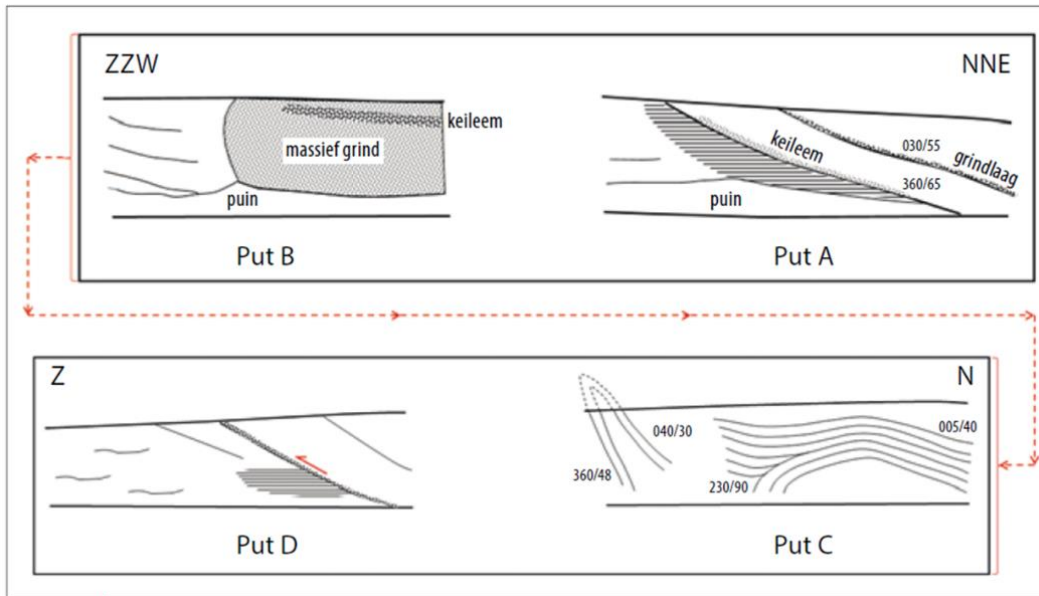 ZZW
NNE
keileem
massief grind
puin
Put B
keileem
030/55
grindlaag
360/65
puin
Put A
Z
N
Put D
040/30
005/40
360/48
230/90
Put C